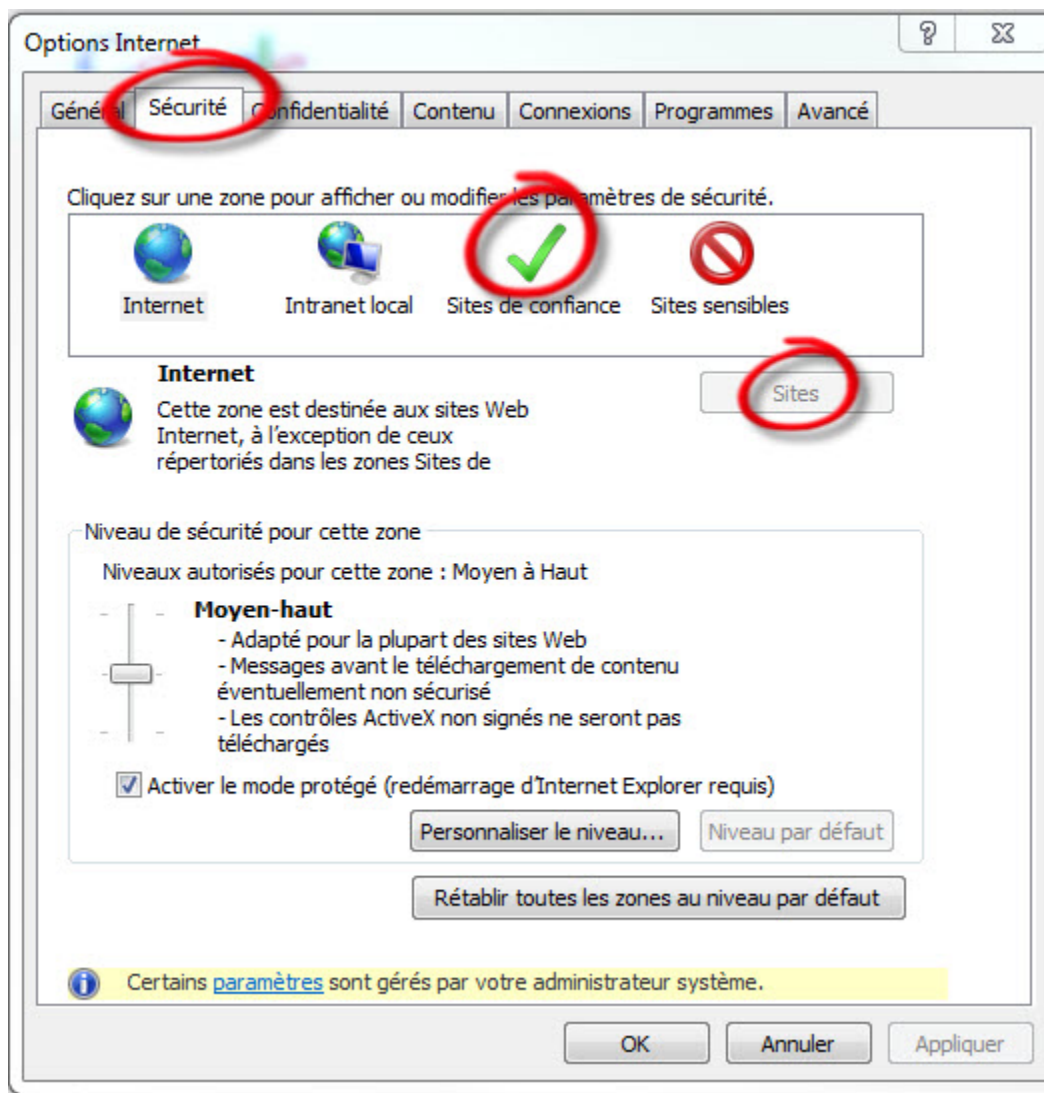 Options Internet
Général Sécurité Confidentialité Contenu Connexions Programmes Avancé
Cliquez sur une zone pour afficher ou modifier les paramètres de sécurité.
Internet Intranet local Sites de confiance Sites sensibles
Internet
Sites
Cette zone est destinée aux sites Web
Internet, à l'exception de ceux
répertoriés dans les zones Sites de
Niveau de sécurité pour cette zone
Niveaux autorisés pour cette zone : Moyen à Haut
Moyen-haut
- Adapté pour la plupart des sites Web
- Messages avant le téléchargement de contenu
éventuellement non sécurisé
- Les contrôles ActiveX non signés ne seront pas
téléchargés
Activer le mode protégé (redémarrage d'Internet Explorer requis)
Personnaliser le niveau... Niveau par défaut
Rétablir toutes les zones au niveau par défaut
Certains paramètres sont gérés par votre administrateur système.
OK Annuler Appliquer